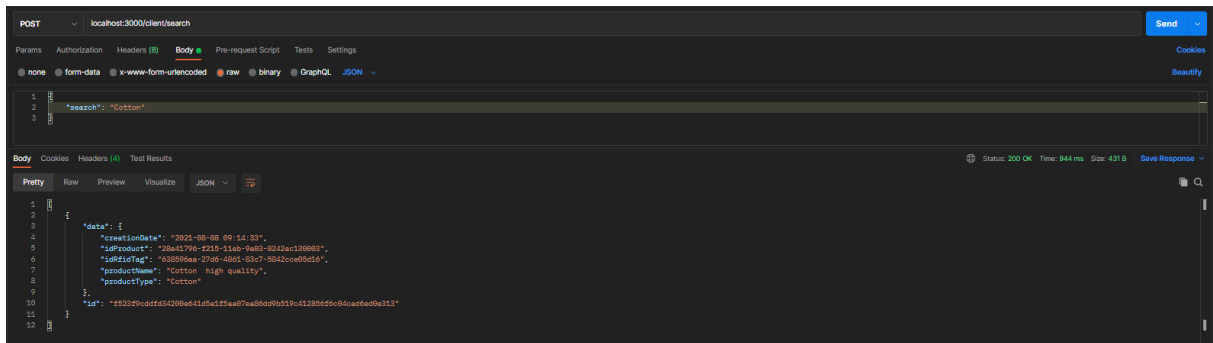 POST localhost:3000/client/search Send
Params Authorization Headers (8) Body Pre-request Script Tests Settings Cookies
none form-data x-www-form-urlencoded raw binary GraphQL JSON Beautify
1 {
2 "search": "Cotton"
3 }
Body Cookies Headers (4) Test Results Status: 200 OK Time: 944 ms Size: 431 B Save Response
Pretty Raw Preview Visualize JSON
1 [
2 {
3 "data": {
4 "creationDate": "2021-08-08 09:14:33",
5 "idProduct": "28e41796-f215-11eb-9a03-0242ac130003",
6 "idRfidTag": "638596aa-27d6-4861-83c7-5842cce05d16",
7 "productName": "Cotton  high quality",
8 "productType": "Cotton"
9 },
10 "id":
11 }
12 ]